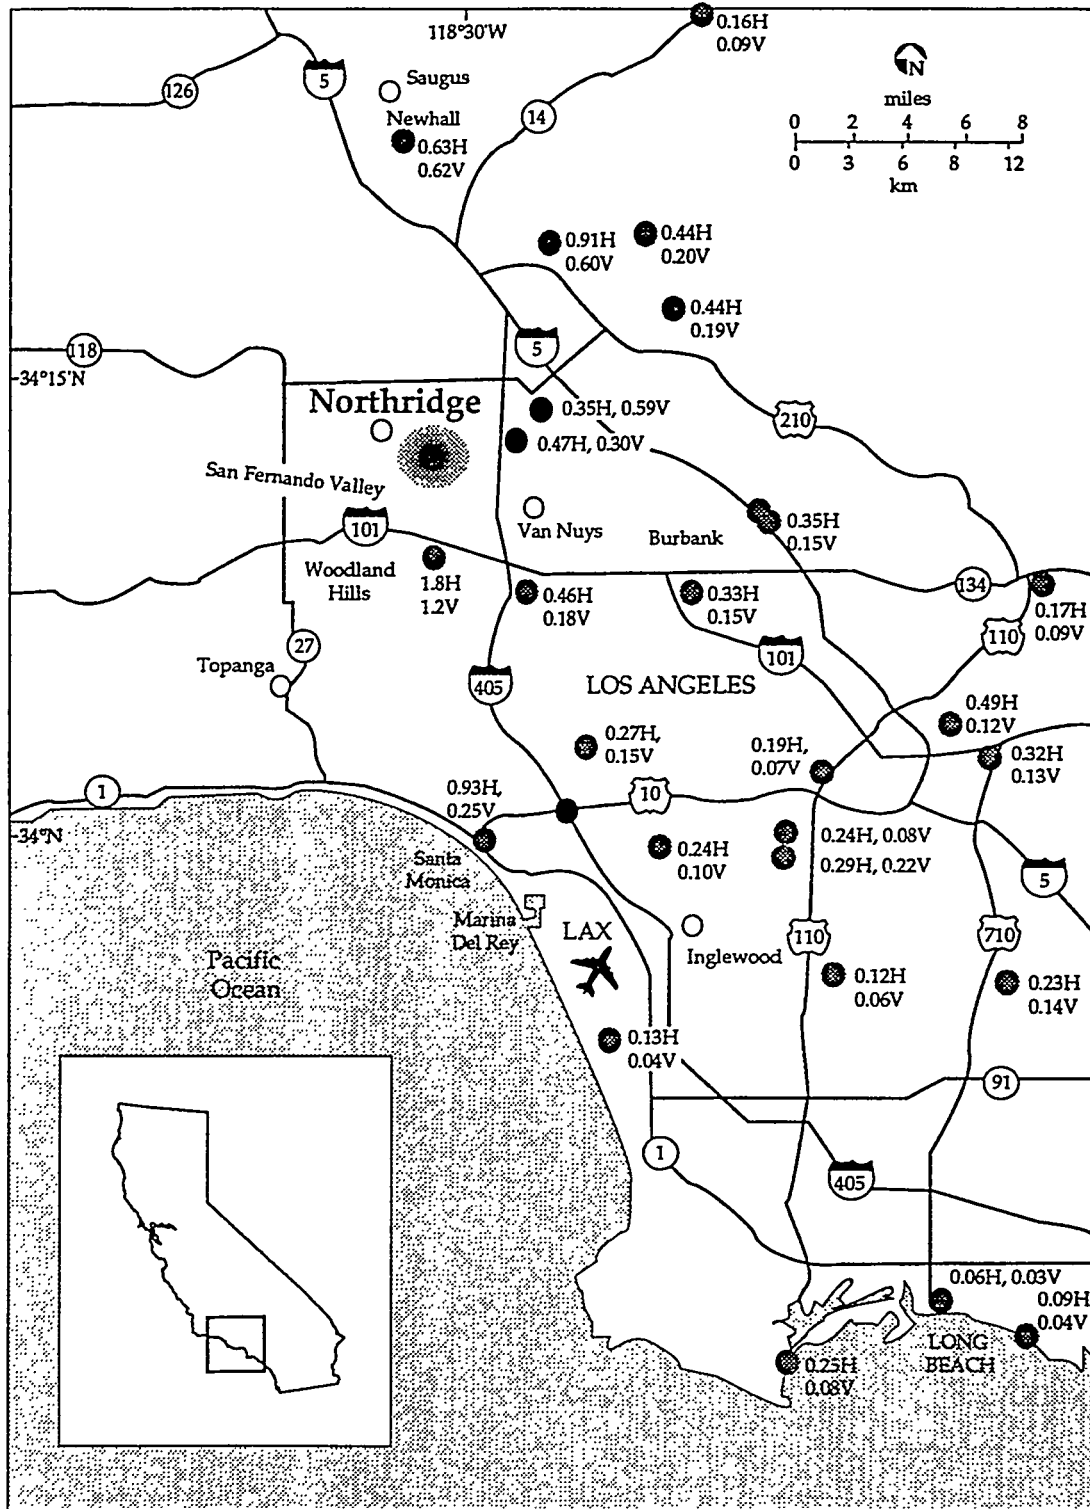 118°30'W
0.16H
0.09V
N
miles
0 2 4 6 8
0 3 6 9 12
km
126
5
Saugus
14
Newhall
0.63H
0.62V
0.91H
0.60V
0.44H
0.20V
0.44H
0.19V
118
5
34°15'N
Northridge
0.35H, 0.59V
210
0.47H, 0.30V
San Fernando Valley
101
Van Nuys
Burbank
0.35H
0.15V
Woodland
Hills
1.8H
1.2V
0.46H
0.18V
0.33H
0.15V
134
0.17H
0.09V
110
27
101
Topanga
405
LOS ANGELES
0.49H
0.12V
0.27H,
0.15V
0.19H,
0.07V
0.32H
0.13V
1
0.93H,
0.25V
10
34°N
0.24H, 0.08V
0.24H
0.10V
0.29H, 0.22V
Santa
Monica
5
Marina
Del Rey
LAX
Inglewood
110
710
Pacific
Ocean
0.12H
0.06V
0.23H
0.14V
0.13H
0.04V
91
1
405
0.06H, 0.03V
0.09H
0.04V
LONG
BEACH
0.25H
0.08V